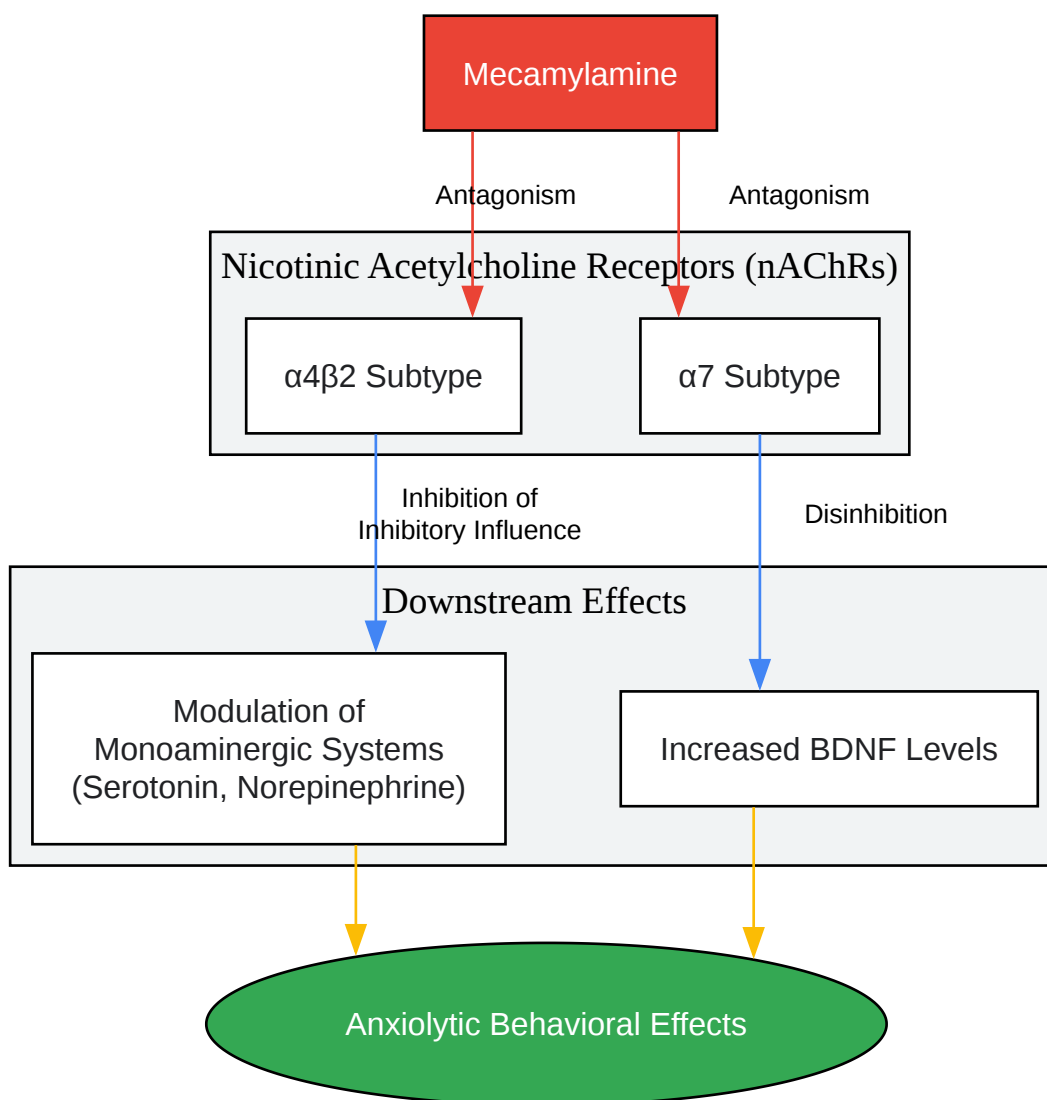 Mecamylamine
Antagonism
Antagonism
Nicotinic Acetylcholine Receptors (nAChRs)
α4β2 Subtype
α7 Subtype
Inhibition of
Inhibitory Influence
Disinhibition
Downstream Effects
Modulation of
Monoaminergic Systems
(Serotonin, Norepinephrine)
Increased BDNF Levels
Anxiolytic Behavioral Effects